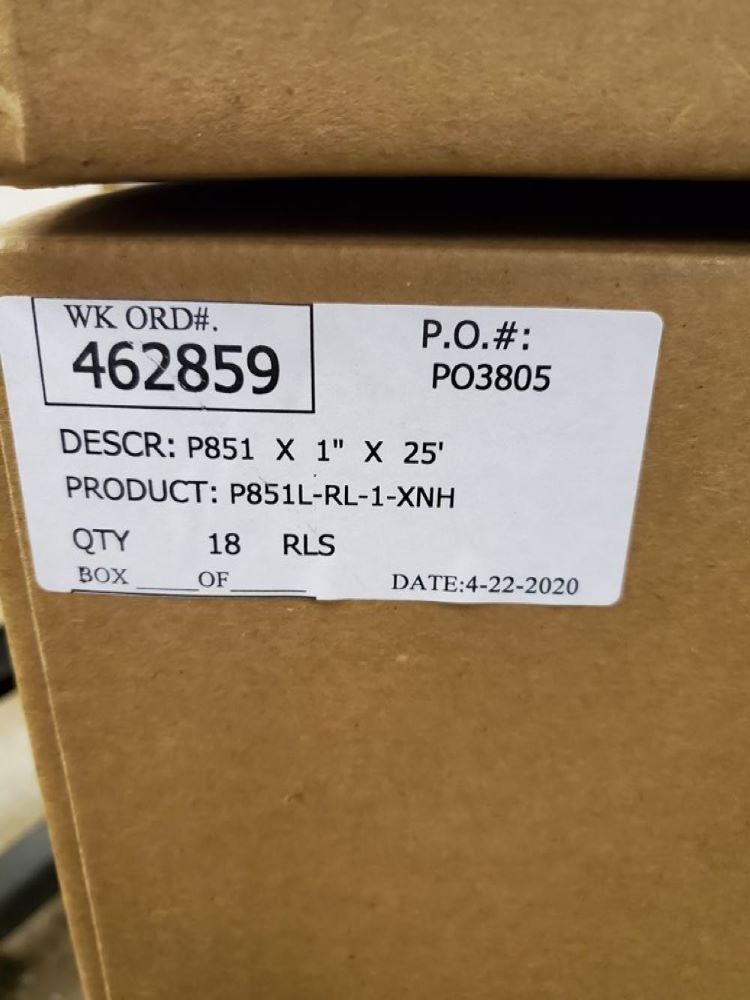 WK ORD#.
462859
P.O.#:
PO3805
DESCR: P851 X 1" X 25'
PRODUCT: P851L-RL-1-XNH
QTY 18 RLS
BOX ____OF______ DATE:4-22-2020